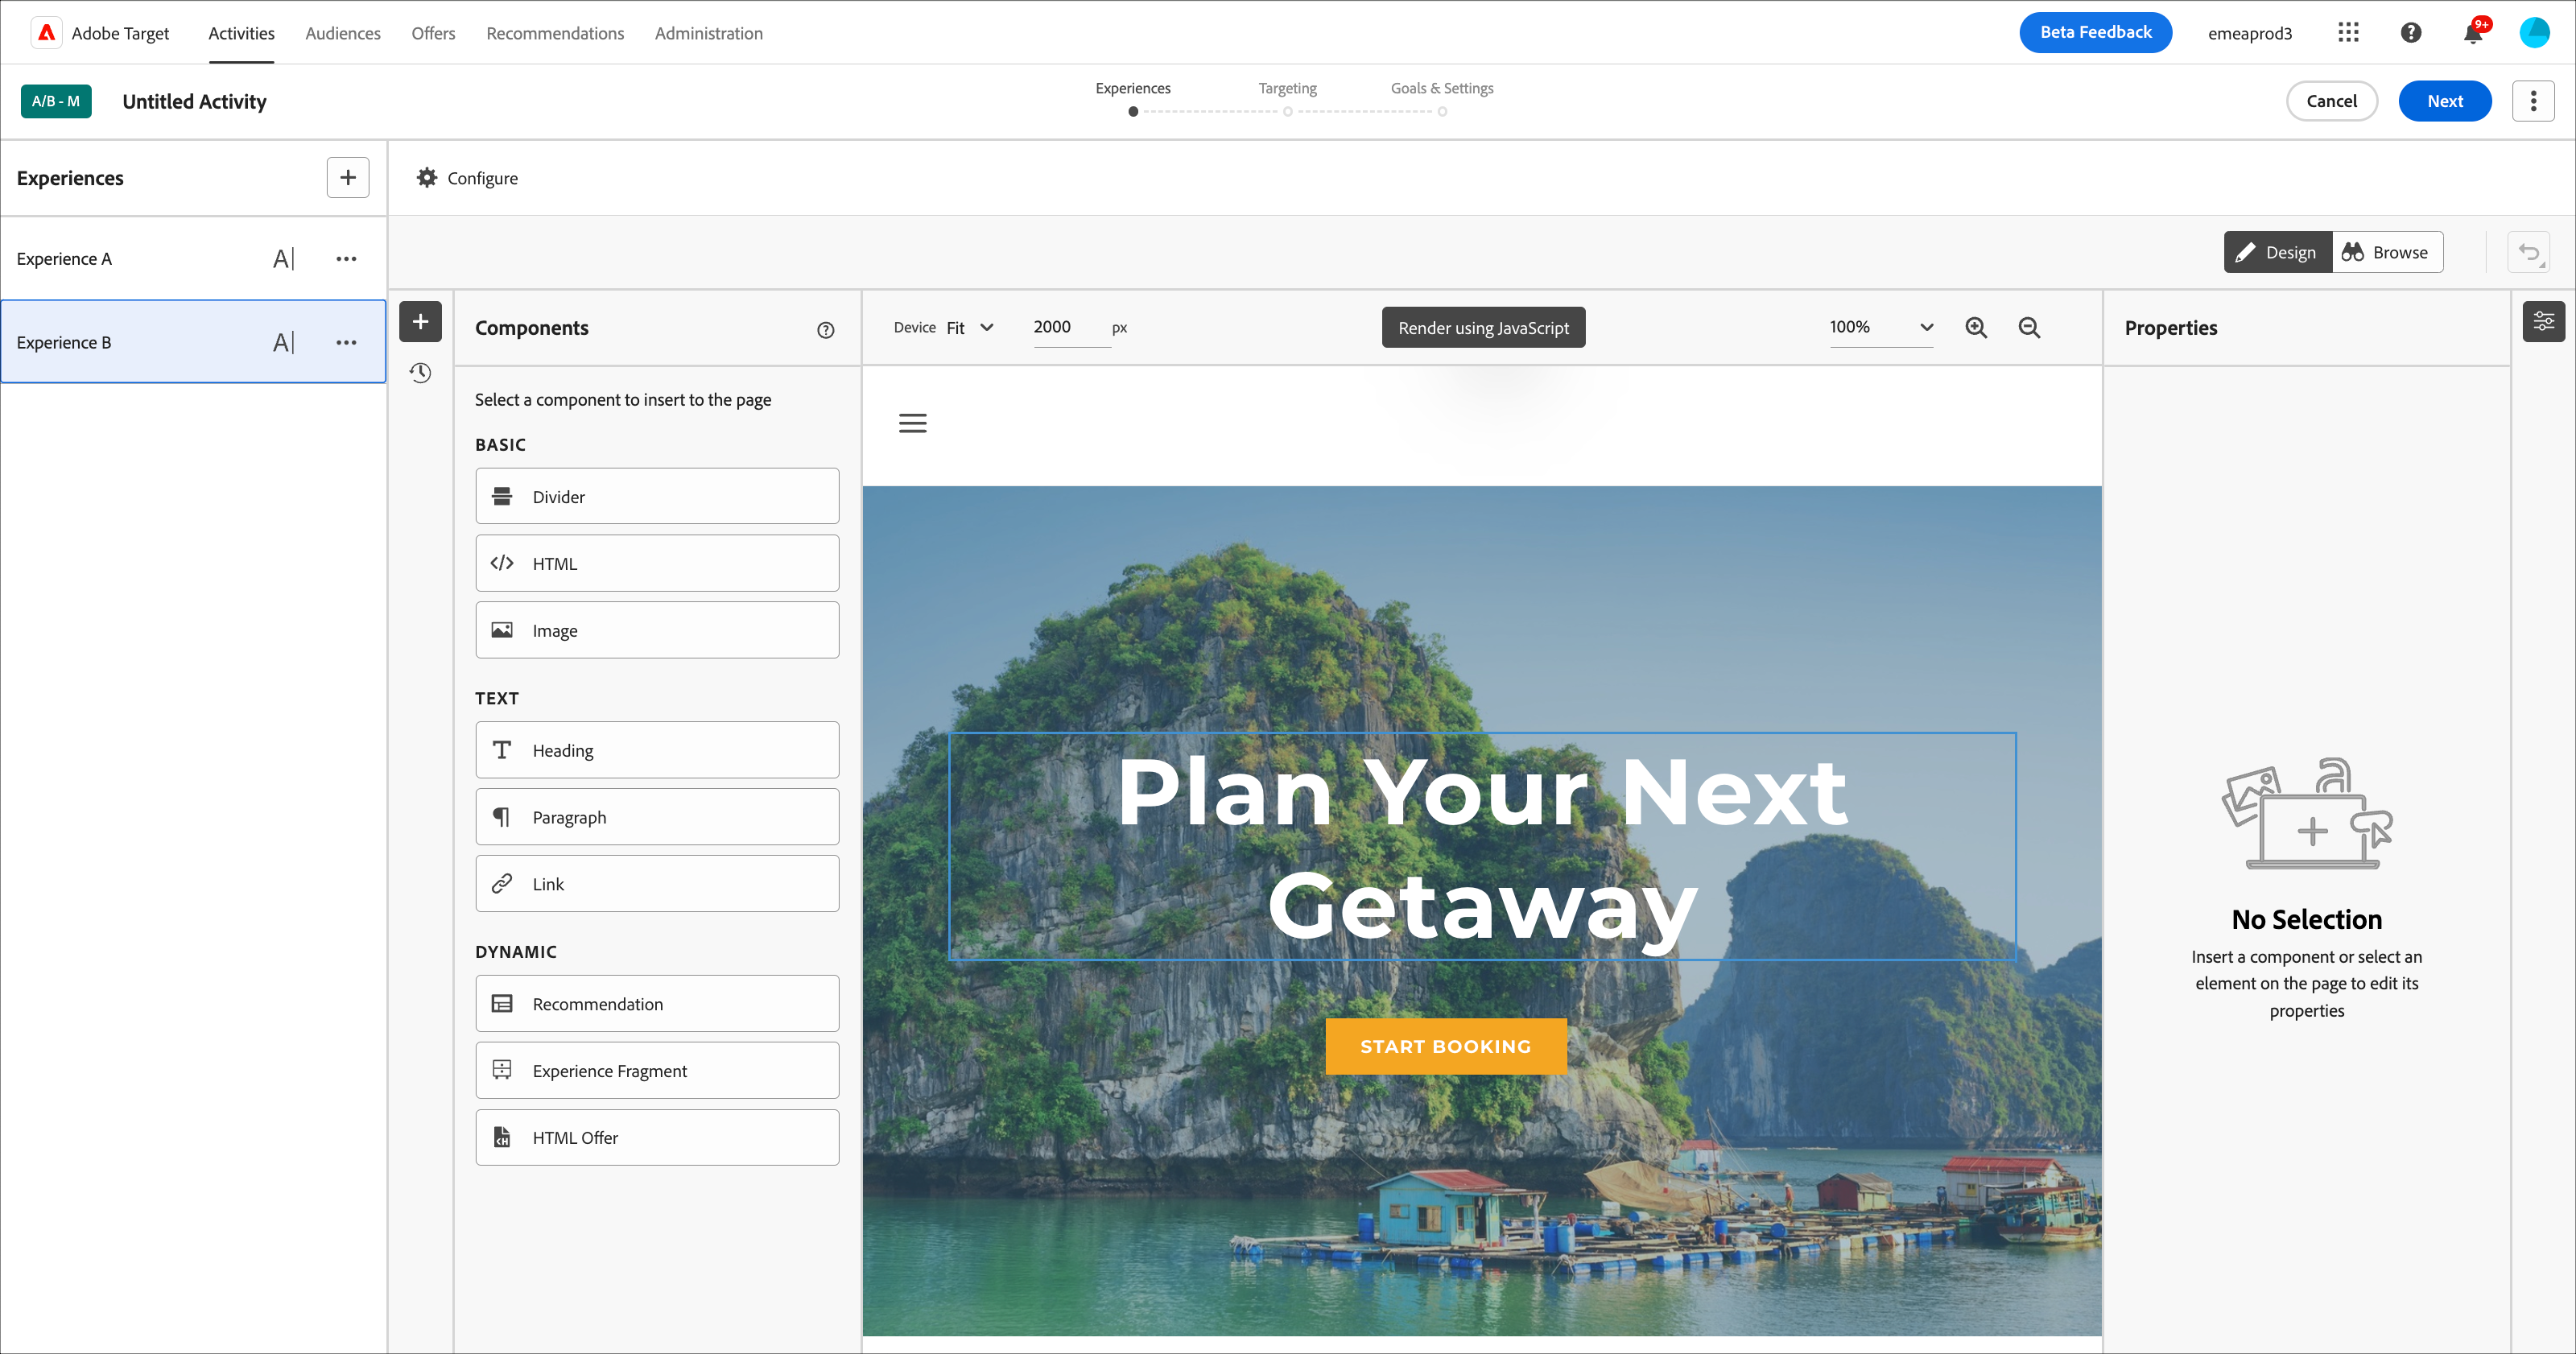 Adobe Target Activities Audiences Offers Recommendations Administration Beta Feedback emeaprod3 9+
A/B - M Untitled Activity Experiences Targeting Goals & Settings Cancel Next
Experiences Configure
Design Browse
Experience A A
Experience B A
Components Device Fit 2000 px Render using JavaScript 100% Properties
Select a component to insert to the page
BASIC
Divider
HTML
Image
TEXT
Heading
Paragraph
Link
DYNAMIC
Recommendation
Experience Fragment
HTML Offer
Plan Your Next
Getaway
START BOOKING
No Selection
Insert a component or select an
element on the page to edit its
properties